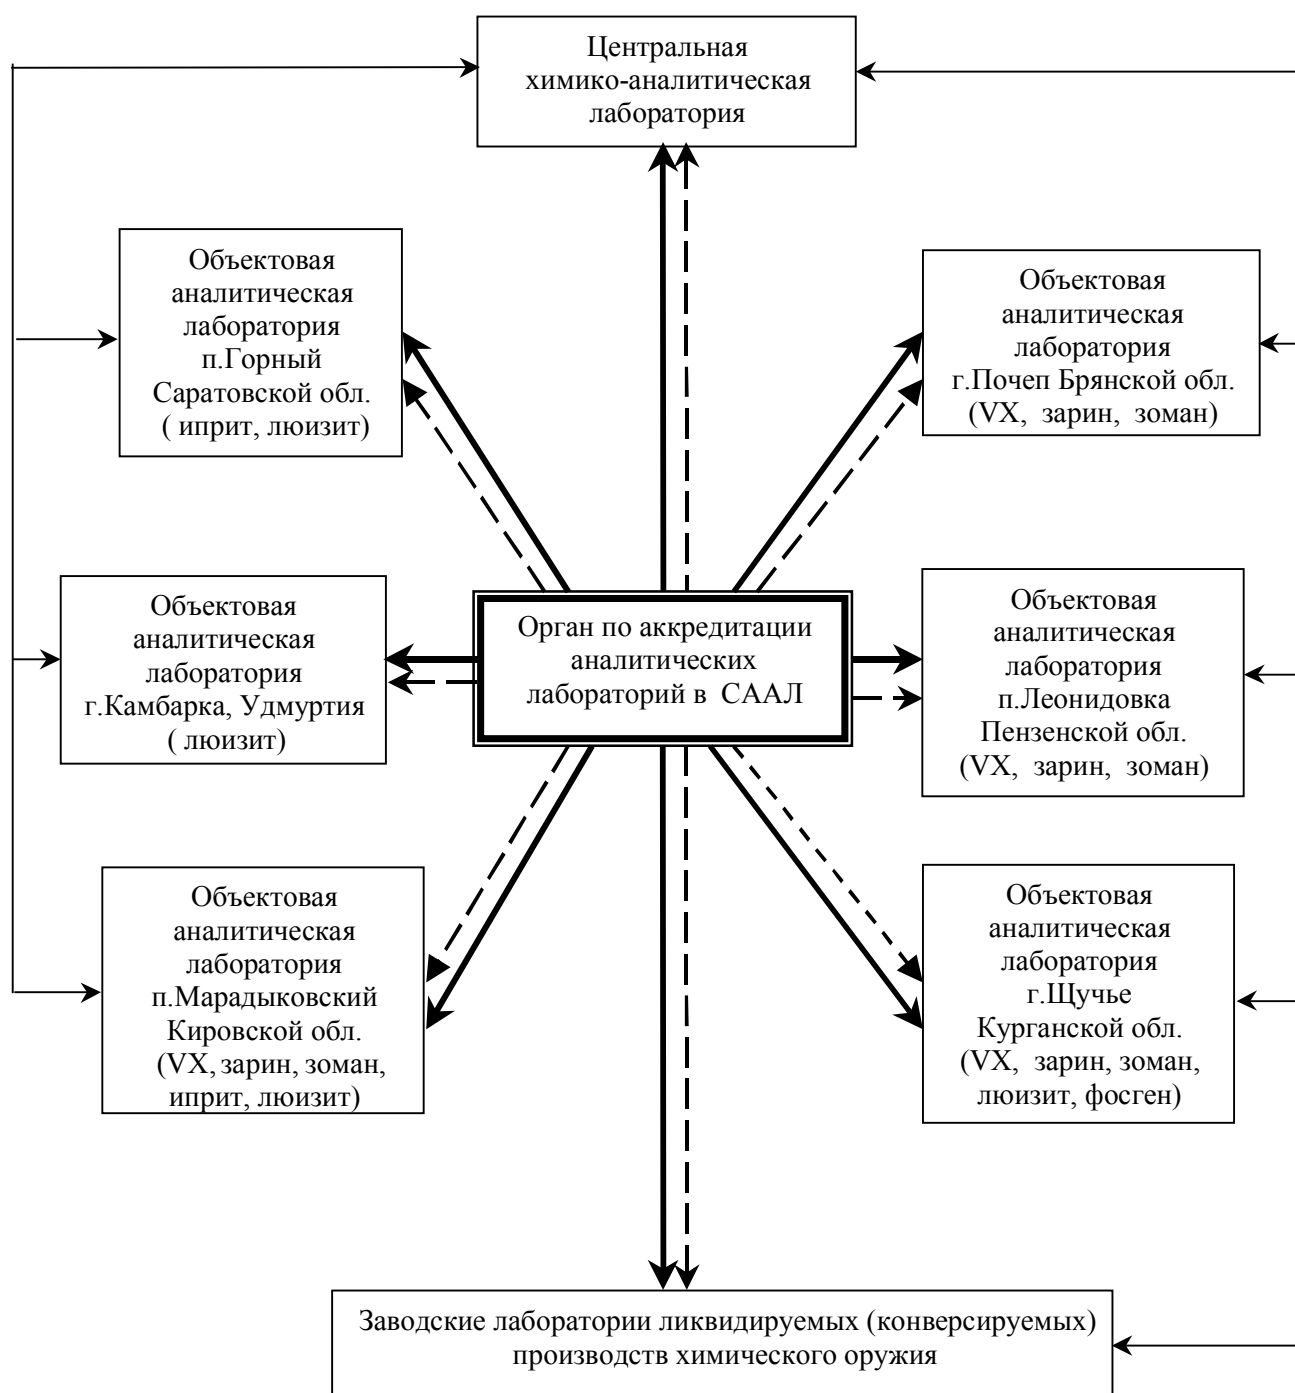 Центральная
химико-аналитическая
лаборатория
Объектовая
аналитическая
лаборатория
п.Горный
Саратовской обл.
( иприт, люизит)
Объектовая
аналитическая
лаборатория
г.Почеп Брянской обл.
(VX, зарин, зоман)
Объектовая
аналитическая
лаборатория
г.Камбарка, Удмуртия
( люизит)
Орган по аккредитации
аналитических
лабораторий в СААЛ
Объектовая
аналитическая
лаборатория
п.Леонидовка
Пензенской обл.
(VX, зарин, зоман)
Объектовая
аналитическая
лаборатория
п.Марадыковский
Кировской обл.
(VX, зарин, зоман,
иприт, люизит)
Объектовая
аналитическая
лаборатория
г.Щучье
Курганской обл.
(VX, зарин, зоман,
люизит, фосген)
Заводские лаборатории ликвидируемых (конверсируемых)
производств химического оружия